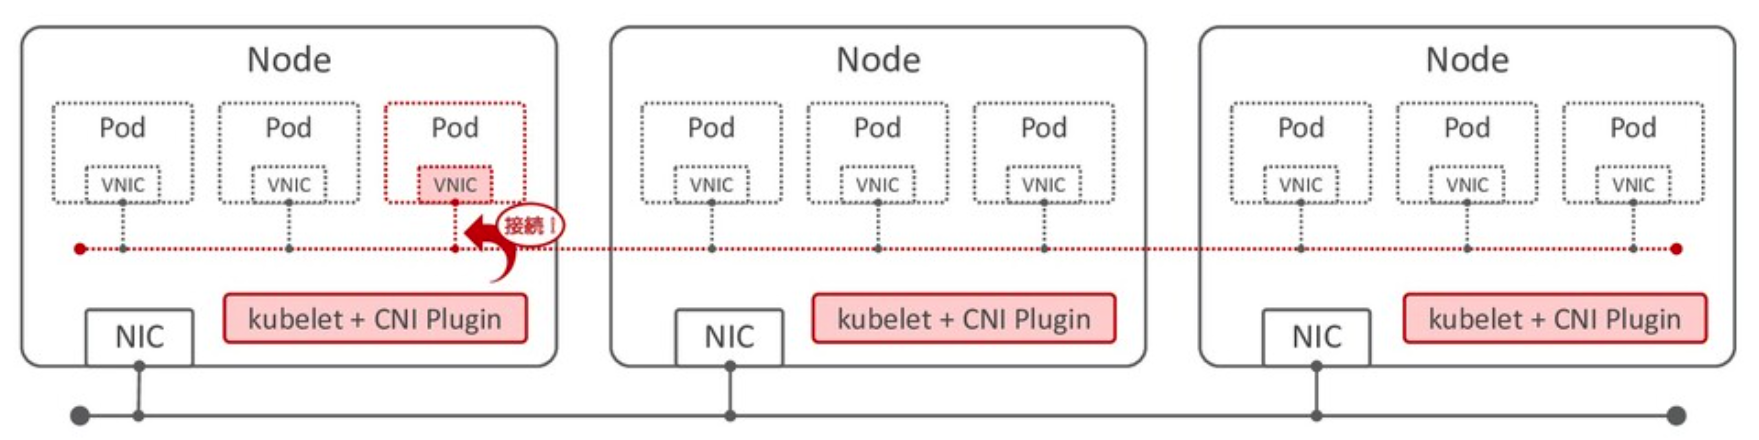 Node
Pod
Pod
Pod
VNIC
VNIC
VNIC
接続！
kubelet + CNI Plugin
NIC
Node
Pod
Pod
Pod
VNIC
VNIC
VNIC
kubelet + CNI Plugin
NIC
Node
Pod
Pod
Pod
VNIC
VNIC
VNIC
kubelet + CNI Plugin
NIC